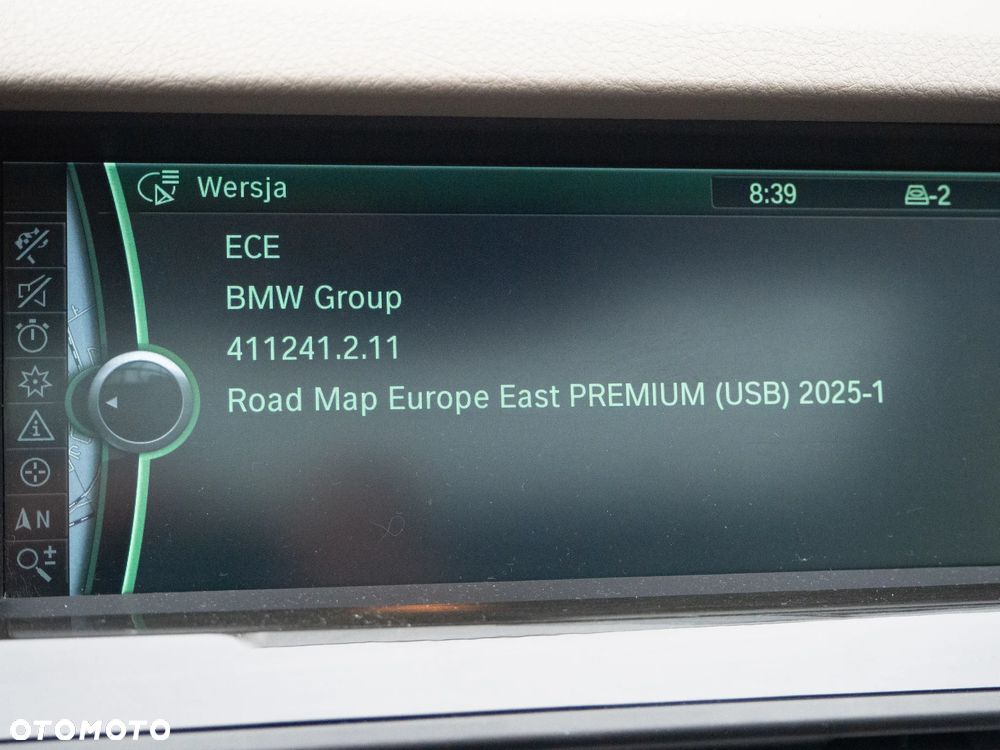 Wersja
8:39
-2
ECE
BMW Group
411241.2.11
Road Map Europe East PREMIUM (USB) 2025-1
N
OTOMOTO